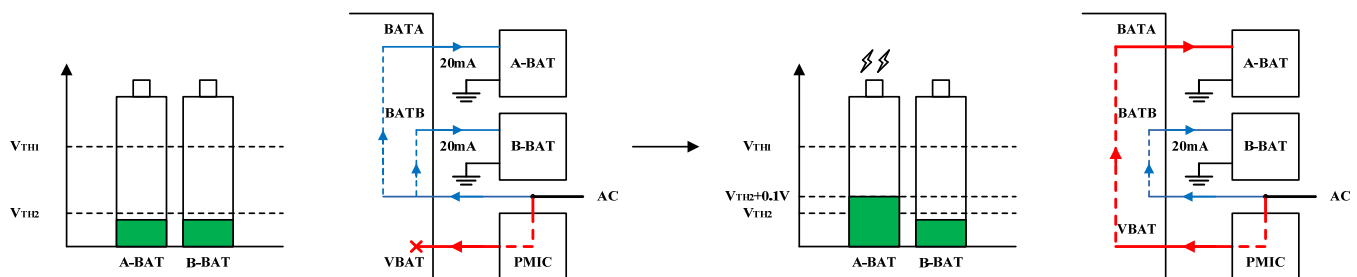 VTH1
VTH2
A-BAT
B-BAT
BATA
20mA
A-BAT
BATB
20mA
B-BAT
AC
VBAT
PMIC
VTH1
VTH2+0.1V
VTH2
A-BAT
B-BAT
BATA
A-BAT
BATB
20mA
B-BAT
AC
VBAT
PMIC